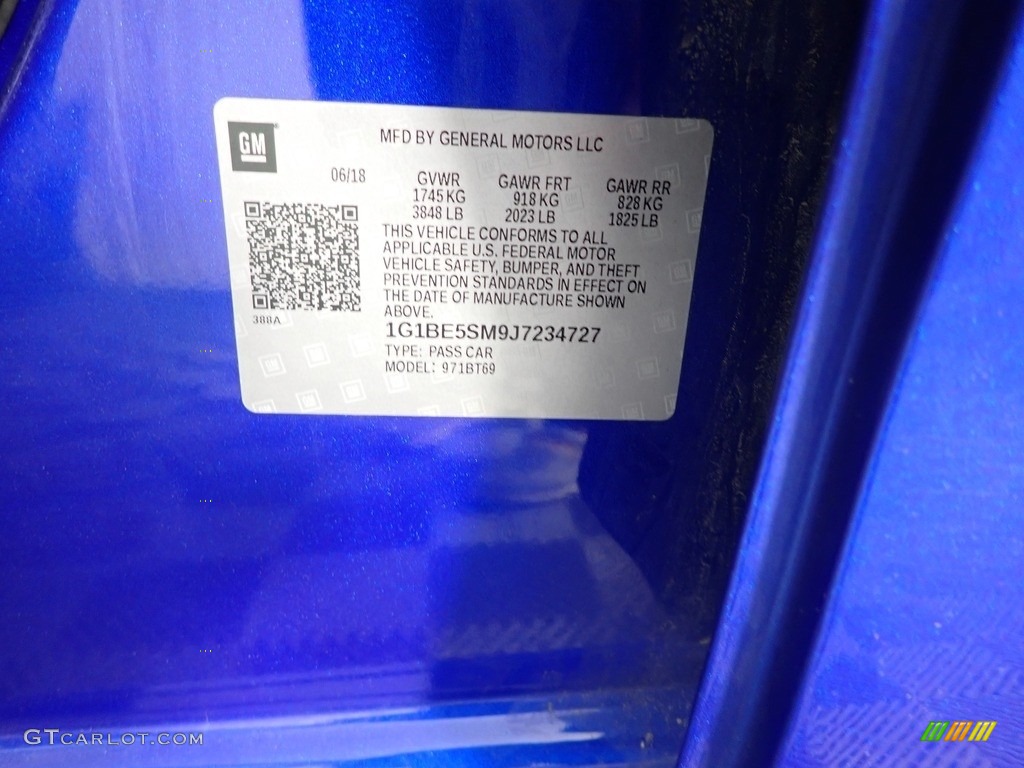 GM
MFD BY GENERAL MOTORS LLC
06/18
GVWR GAWR FRT GAWR RR
1745 KG 918 KG 828 KG
3848 LB 2023 LB 1825 LB
THIS VEHICLE CONFORMS TO ALL
APPLICABLE U.S. FEDERAL MOTOR
VEHICLE SAFETY, BUMPER, AND THEFT
PREVENTION STANDARDS IN EFFECT ON
THE DATE OF MANUFACTURE SHOWN
ABOVE.
388A
1G1BE5SM9J7234727
TYPE: PASS CAR
MODEL: 971BT69
GTCARLOT.COM